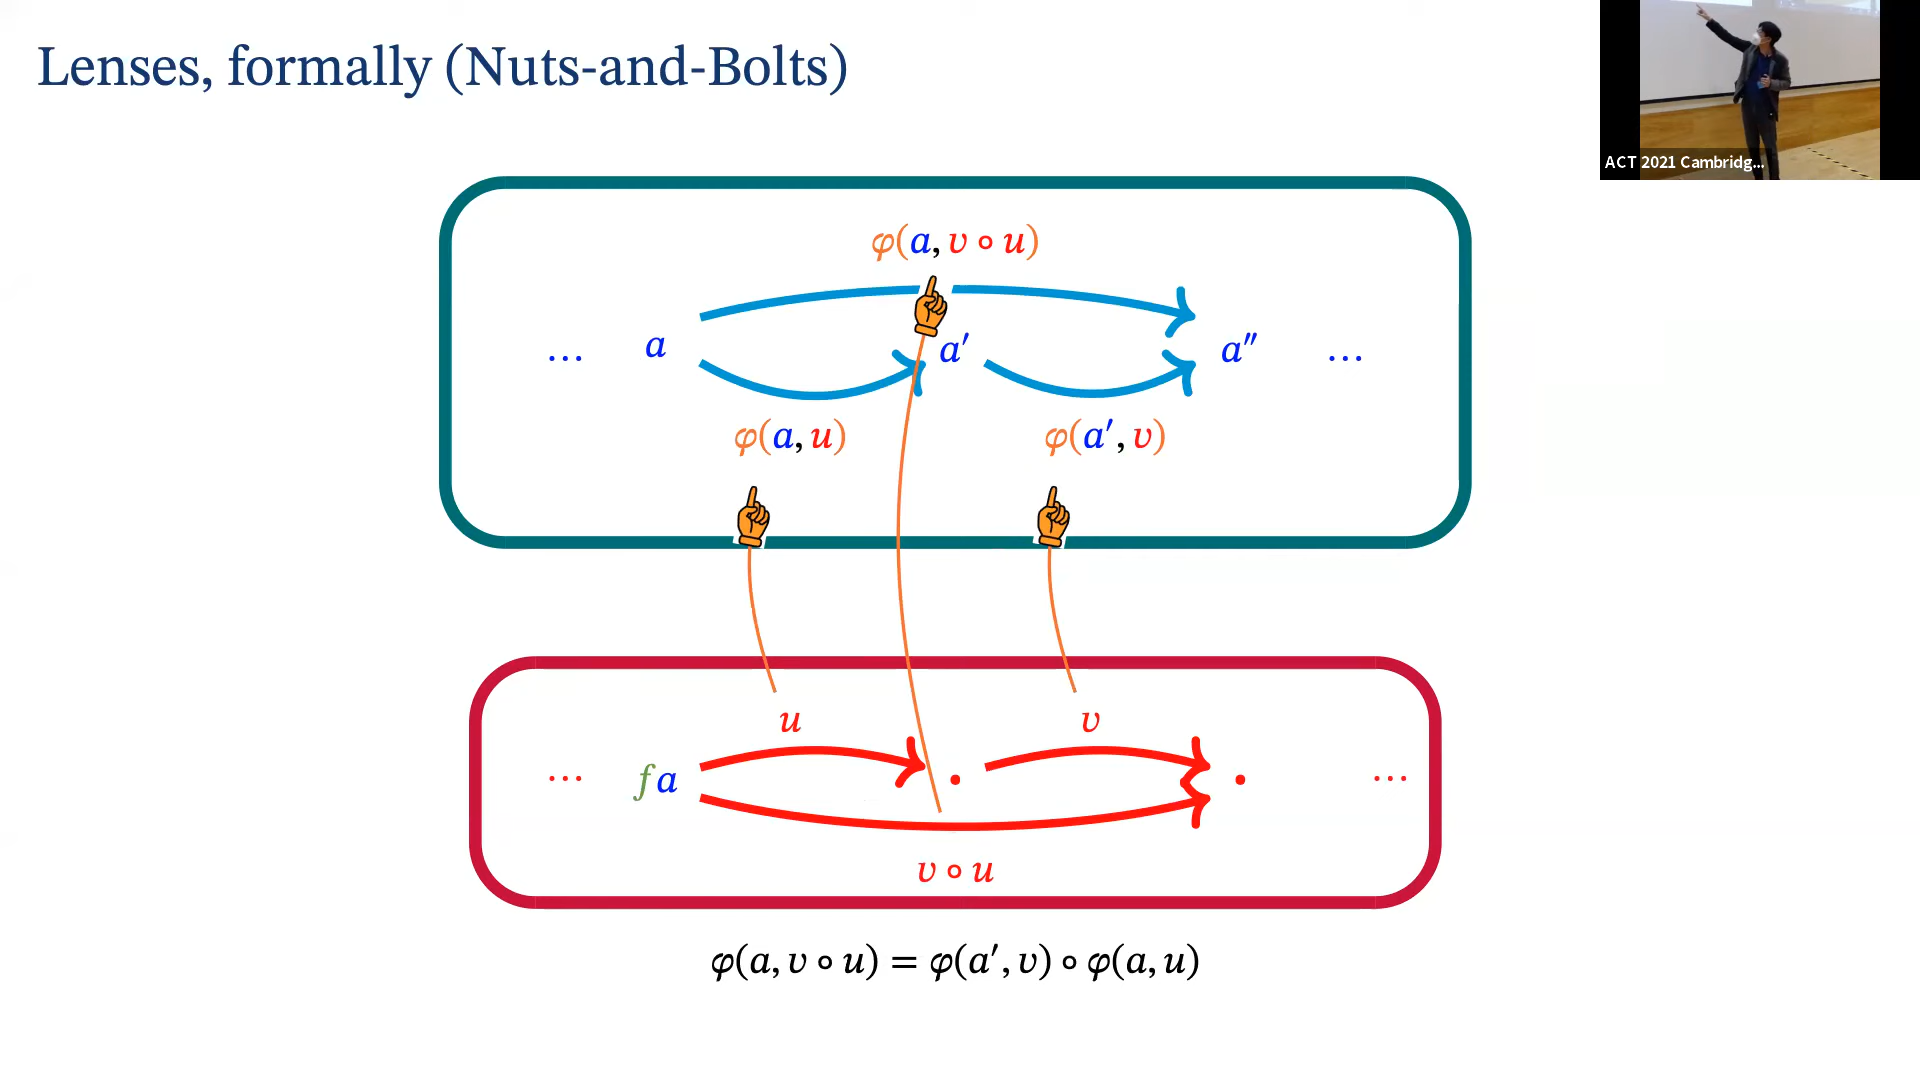 Lenses, formally (Nuts-and-Bolts)
ACT 2021 Cambridg...
φ(a, v ∘ u)
... a a′ a″ ...
φ(a, u) φ(a′, v)
u v
... fa . . ...
v ∘ u
φ(a, v ∘ u) = φ(a′, v) ∘ φ(a, u)